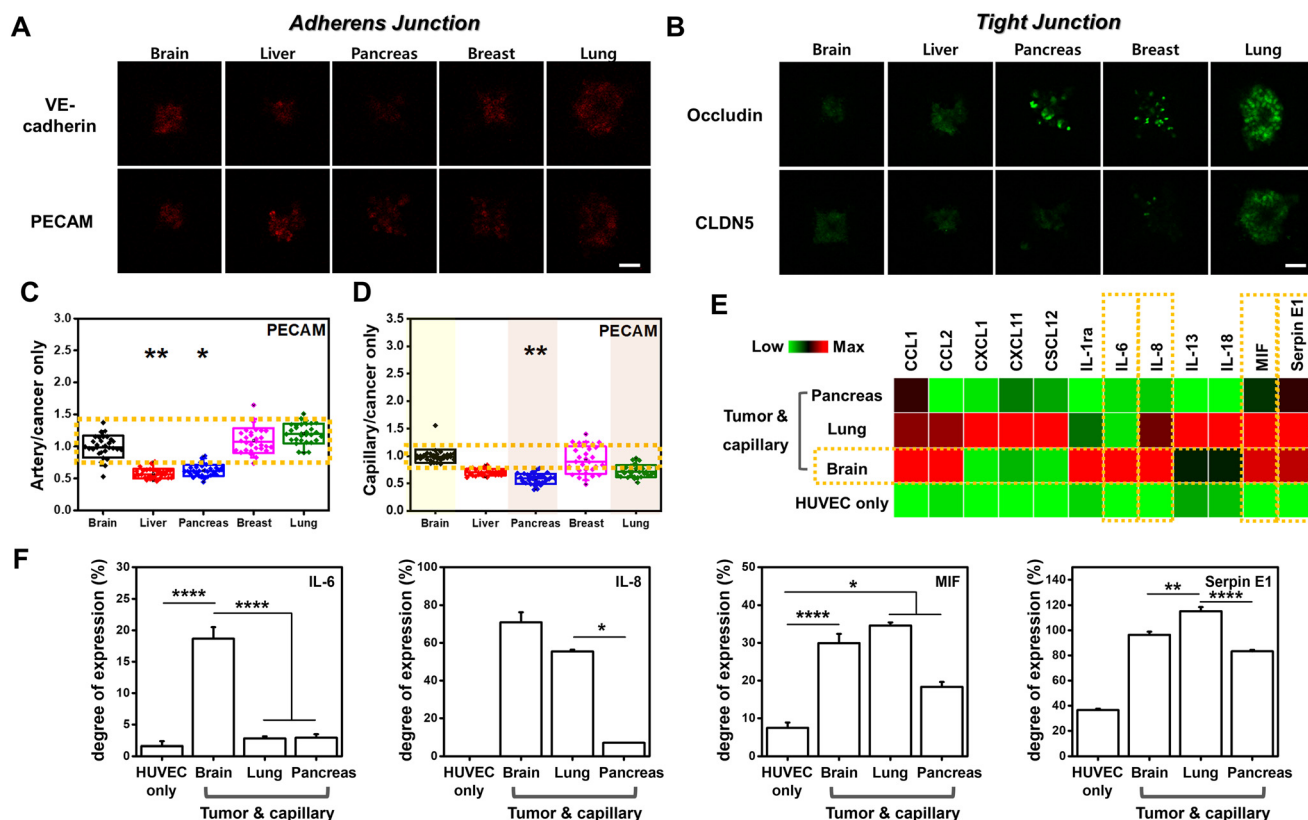 A
Adherens Junction
Brain Liver Pancreas Breast Lung
VE-
cadherin
PECAM
B
Tight Junction
Brain Liver Pancreas Breast Lung
Occludin
CLDN5
C
3.0
2.5
2.0
1.5
1.0
0.5
0.0
Artery/cancer only
PECAM
** *
Brain Liver Pancreas Breast Lung
D
3.0
2.5
2.0
1.5
1.0
0.5
0.0
Capillary/cancer only
PECAM
**
Brain Liver Pancreas Breast Lung
E
Low Max
CCL1 CCL2 CXCL1 CXCL11 CSCL12 IL-1ra IL-6 IL-8 IL-13 IL-18 MIF Serpin E1
Tumor &
capillary
Pancreas
Lung
Brain
HUVEC only
F
30
25
20
15
10
5
0
degree of expression (%)
IL-6
**** ****
HUVEC
only
Brain Lung Pancreas
Tumor & capillary
100
80
60
40
20
0
degree of expression (%)
IL-8
*
HUVEC
only
Brain Lung Pancreas
Tumor & capillary
40
30
20
10
0
degree of expression (%)
MIF
*
****
HUVEC
only
Brain Lung Pancreas
Tumor & capillary
140
120
100
80
60
40
20
0
degree of expression (%)
Serpin E1
** ****
HUVEC
only
Brain Lung Pancreas
Tumor & capillary